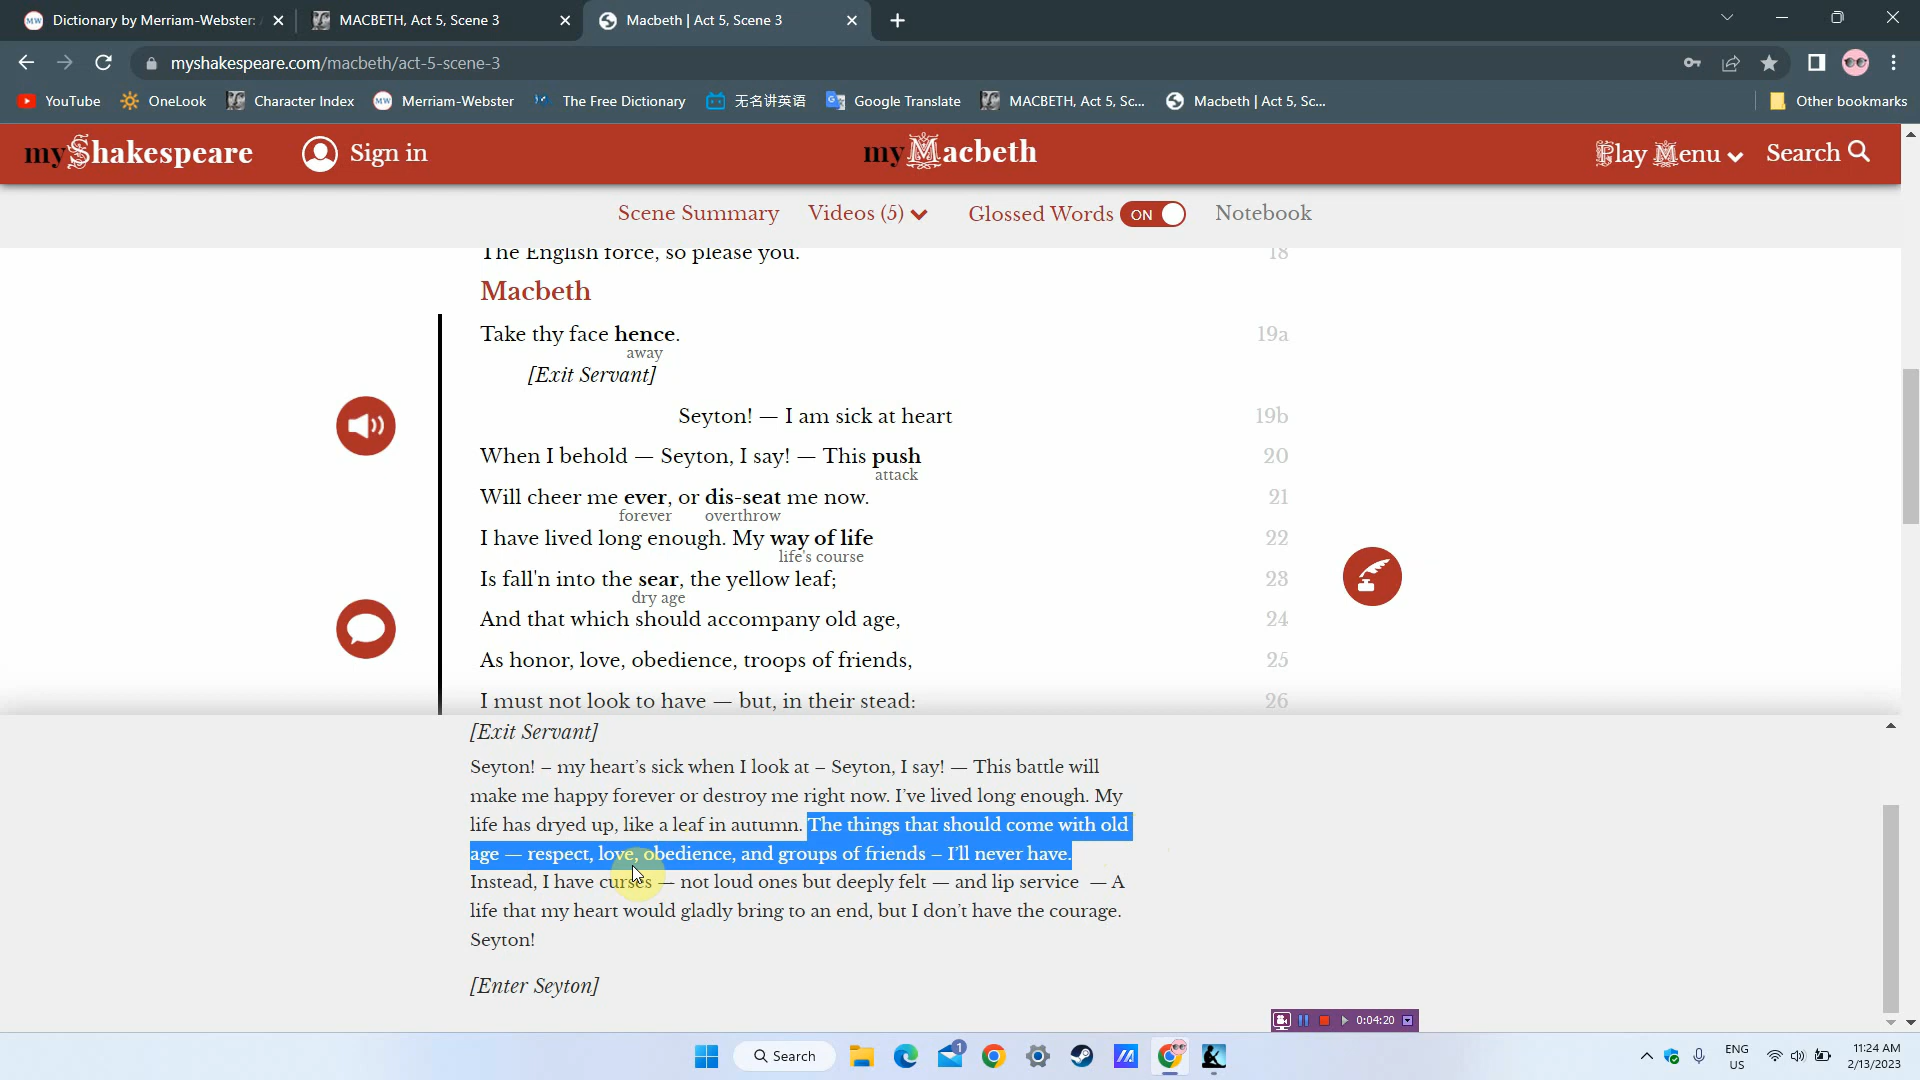 Dictionary by Merriam-Webster:
MACBETH, Act 5, Scene 3
Macbeth | Act 5, Scene 3
myshakespeare.com/macbeth/act-5-scene-3
YouTube
OneLook
Character Index
Merriam-Webster
The Free Dictionary
无名讲英语
Google Translate
MACBETH, Act 5, Sc...
Macbeth | Act 5, Sc...
Other bookmarks
myShakespeare
Sign in
myMacbeth
Play Menu
Search
Scene Summary
Videos (5)
Glossed Words
ON
Notebook
The English force, so please you. 18
Macbeth
Take thy face hence. 19a
away
[Exit Servant]
Seyton! — I am sick at heart 19b
When I behold — Seyton, I say! — This push 20
attack
Will cheer me ever, or dis-seat me now. 21
forever overthrow
I have lived long enough. My way of life 22
life's course
Is fall'n into the sear, the yellow leaf; 23
dry age
And that which should accompany old age, 24
As honor, love, obedience, troops of friends, 25
I must not look to have — but, in their stead: 26
[Exit Servant]
Seyton! – my heart's sick when I look at – Seyton, I say! — This battle will
make me happy forever or destroy me right now. I've lived long enough. My
life has dryed up, like a leaf in autumn. The things that should come with old
age — respect, love, obedience, and groups of friends – I'll never have.
Instead, I have curses — not loud ones but deeply felt — and lip service — A
life that my heart would gladly bring to an end, but I don't have the courage.
Seyton!
[Enter Seyton]
0:04:20
Search
1
ENG
US
11:24 AM
2/13/2023